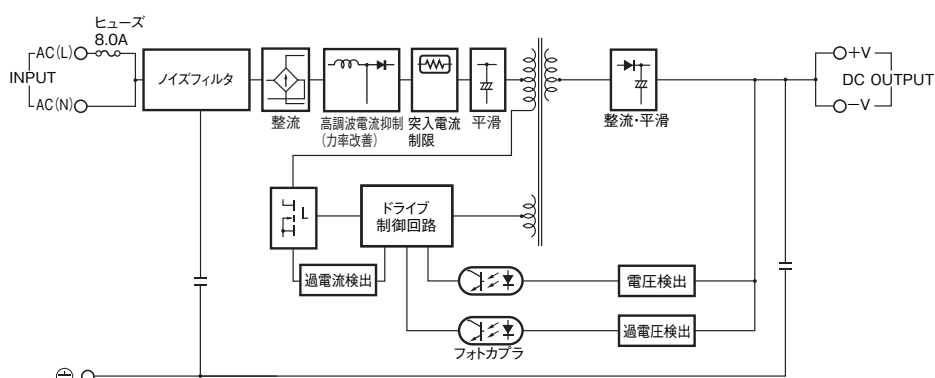 ヒューズ
8.0A
AC(L)
INPUT
AC(N)
ノイズフィルタ
整流
高調波電流抑制
(力率改善)
突入電流
制限
平滑
整流・平滑
+V
DC OUTPUT
−V
ドライブ
制御回路
過電流検出
電圧検出
過電圧検出
フォトカプラ